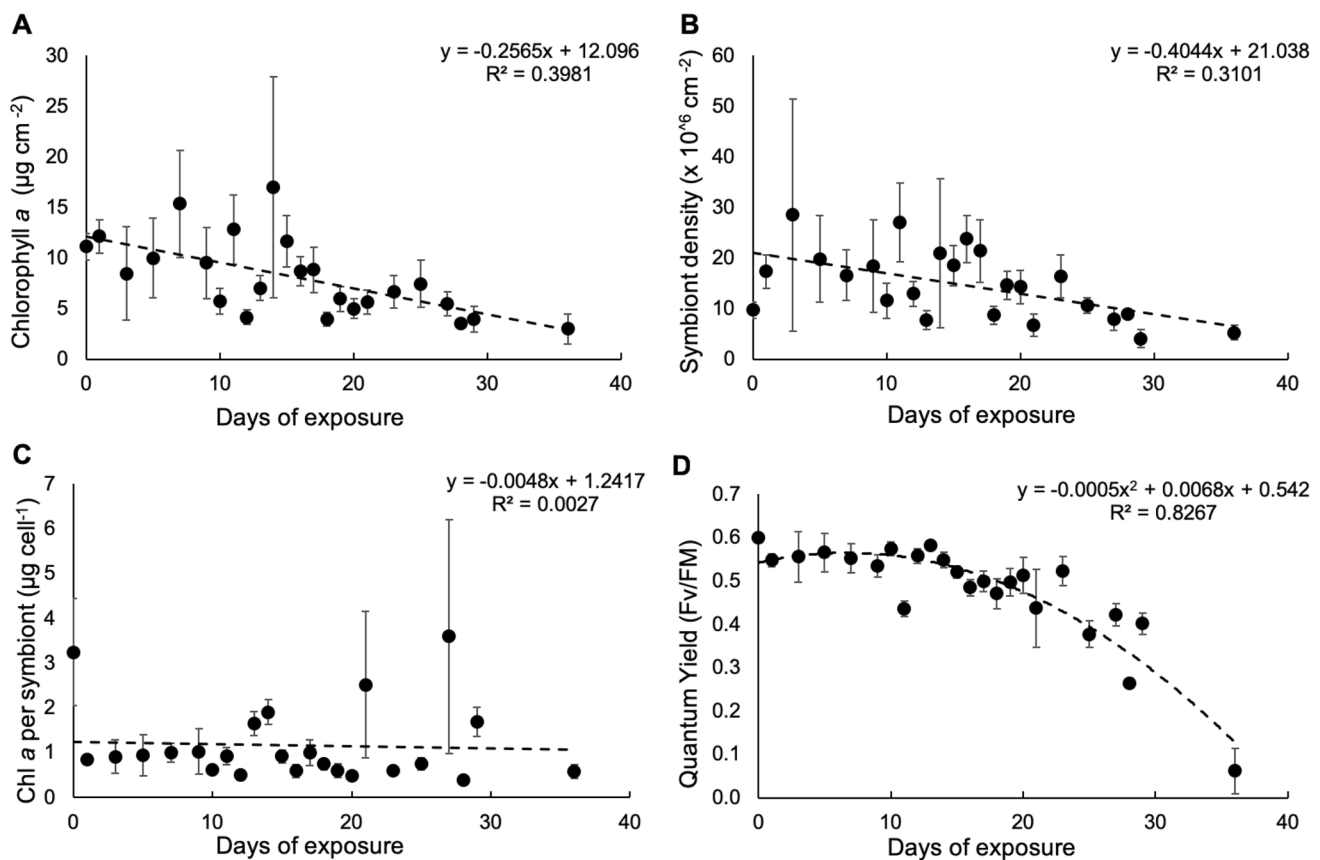 A
y = -0.2565x + 12.096
R² = 0.3981
Chlorophyll a (µg cm-2)
30
25
20
15
10
5
0
0 10 20 30 40
Days of exposure
B
y = -0.4044x + 21.038
R² = 0.3101
Symbiont density (x 10^6 cm-2)
60
50
40
30
20
10
0
0 10 20 30 40
Days of exposure
C
y = -0.0048x + 1.2417
R² = 0.0027
Chl a per symbiont (µg cell-1)
7
6
5
4
3
2
1
0
0 10 20 30 40
Days of exposure
D
y = -0.0005x² + 0.0068x + 0.542
R² = 0.8267
Quantum Yield (Fv/FM)
0.7
0.6
0.5
0.4
0.3
0.2
0.1
0.0
0 10 20 30 40
Days of exposure